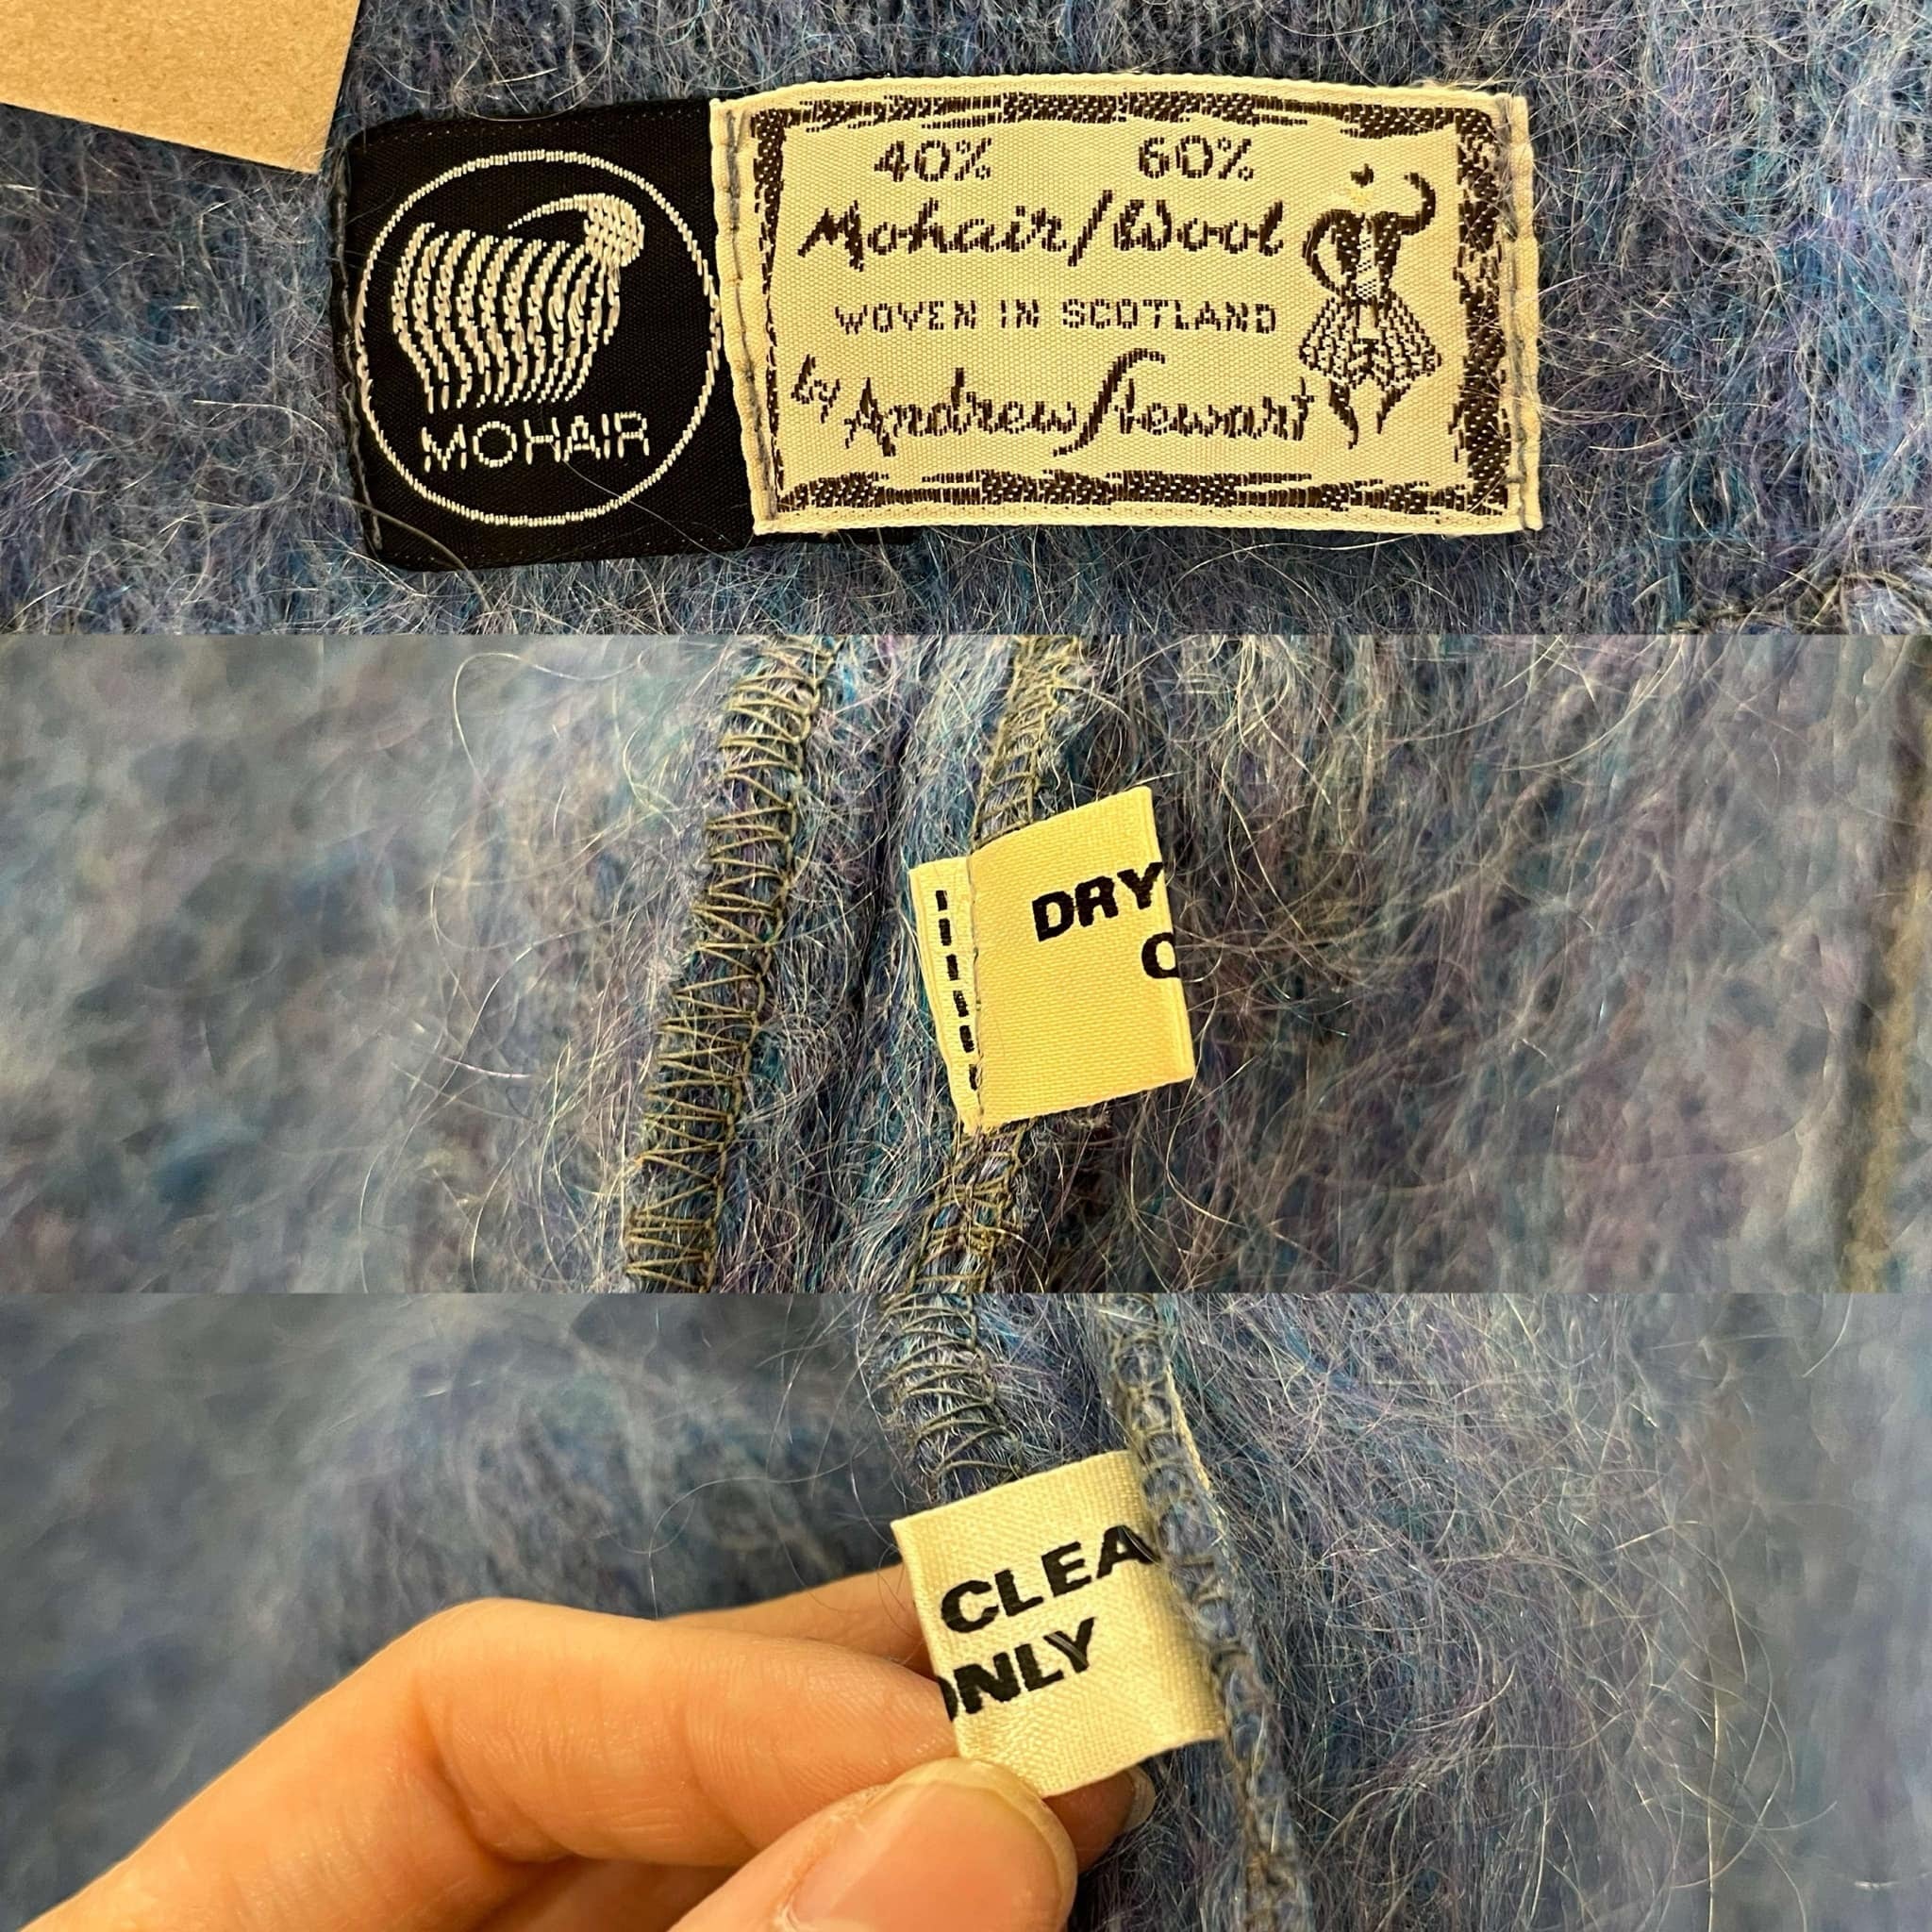 40% 60%
Mohair/Wool
WOVEN IN SCOTLAND
by Andrew Stewart
MOHAIR
DRY
O
CLEA
ONLY